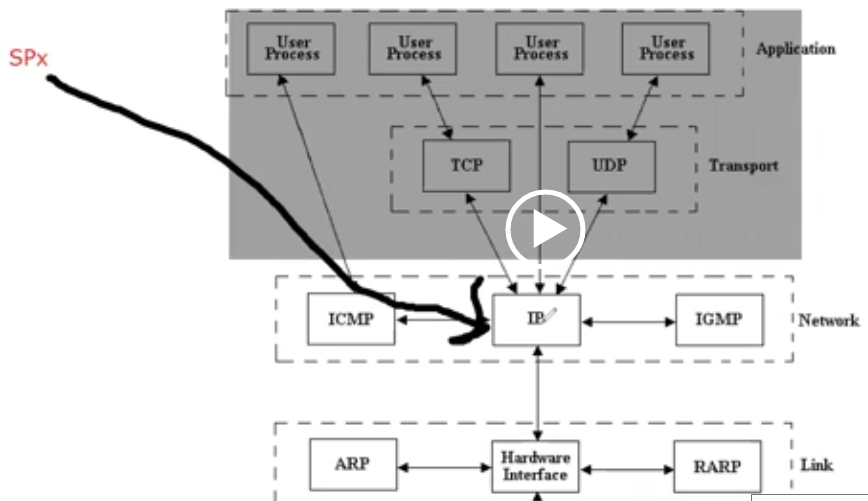 SPx
User Process
User Process
User Process
User Process
Application
TCP
UDP
Transport
ICMP
IP
IGMP
Network
ARP
Hardware Interface
RARP
Link